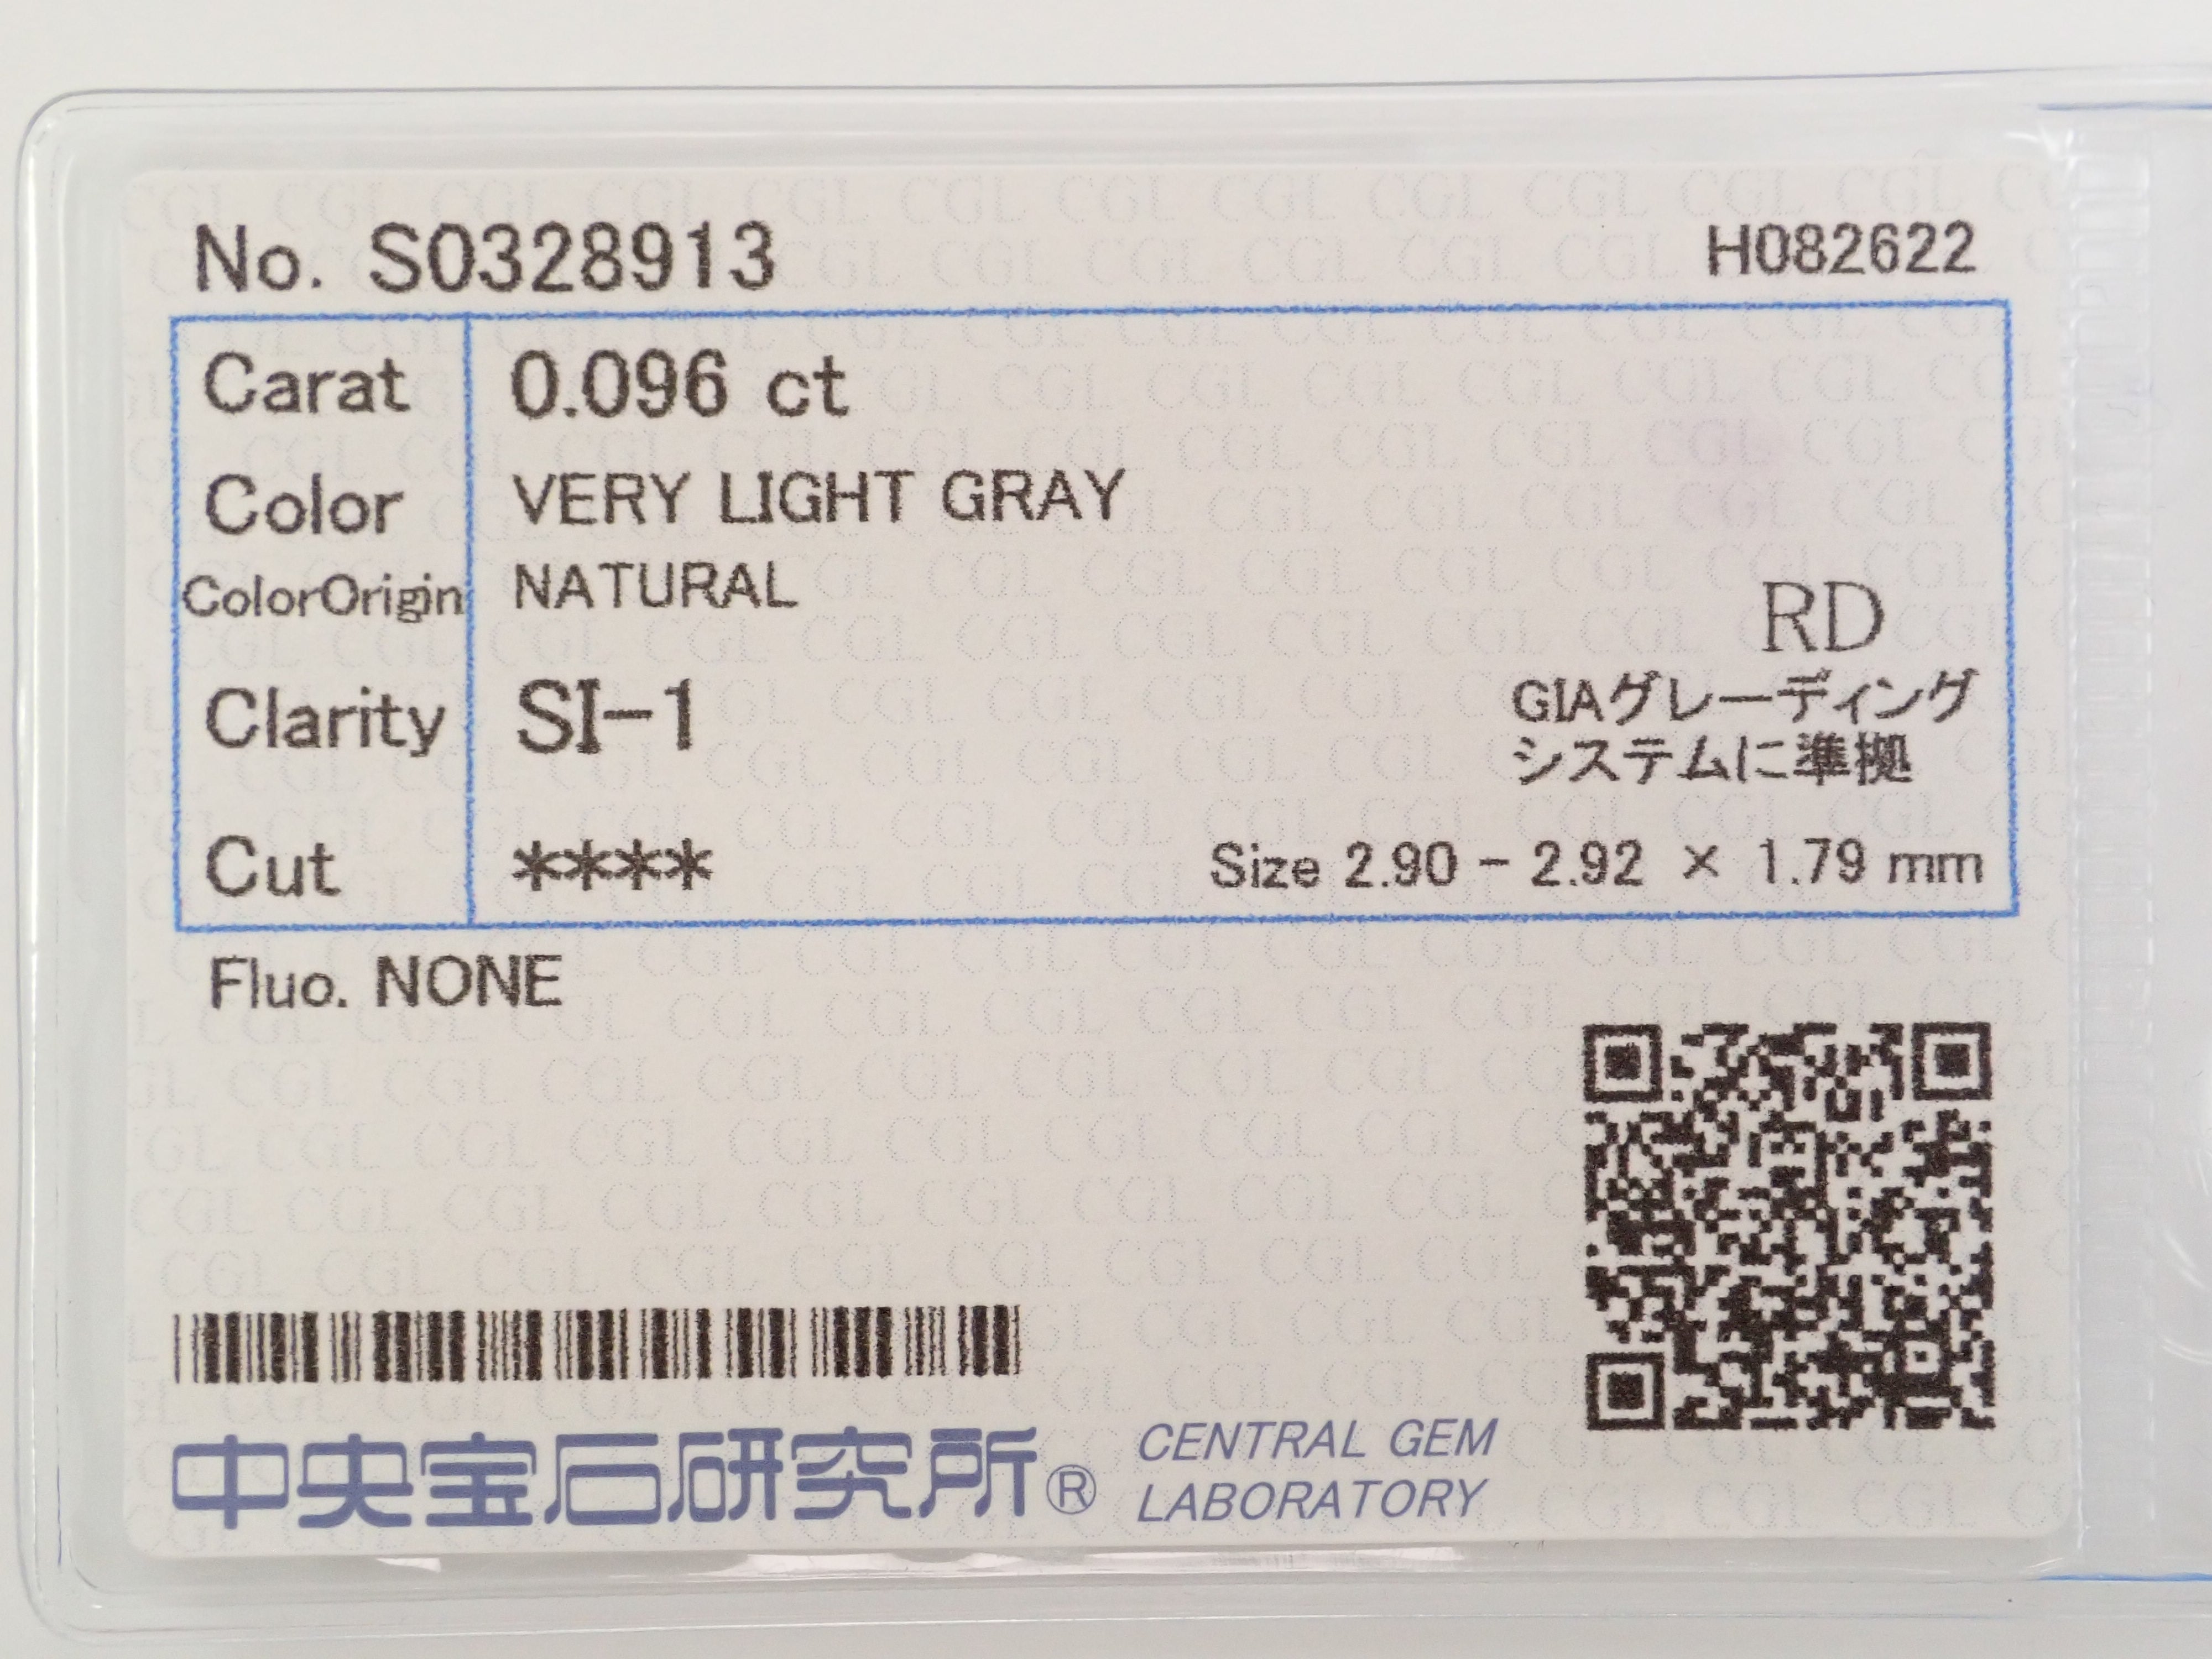 No. S0328913 H082622
Carat 0.096 ct
Color VERY LIGHT GRAY
ColorOrigin NATURAL
RD
GIAグレーディング
Clarity SI-1
システムに準拠
Cut **** Size 2.90 - 2.92 × 1.79 mm
Fluo. NONE
中央宝石研究所® CENTRAL GEM
LABORATORY